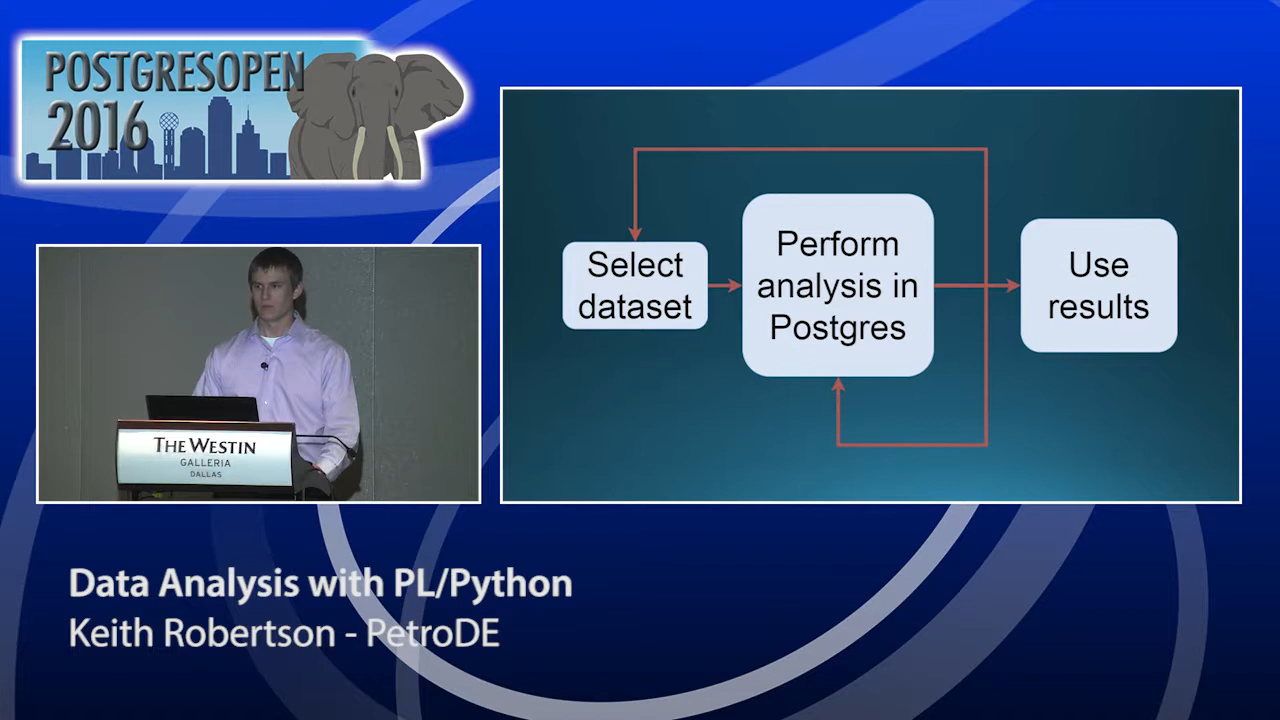 POSTGRESOPEN
2016
Select
dataset
Perform
analysis in
Postgres
Use
results
THE WESTIN
GALLERIA
DALLAS
Data Analysis with PL/Python
Keith Robertson - PetroDE